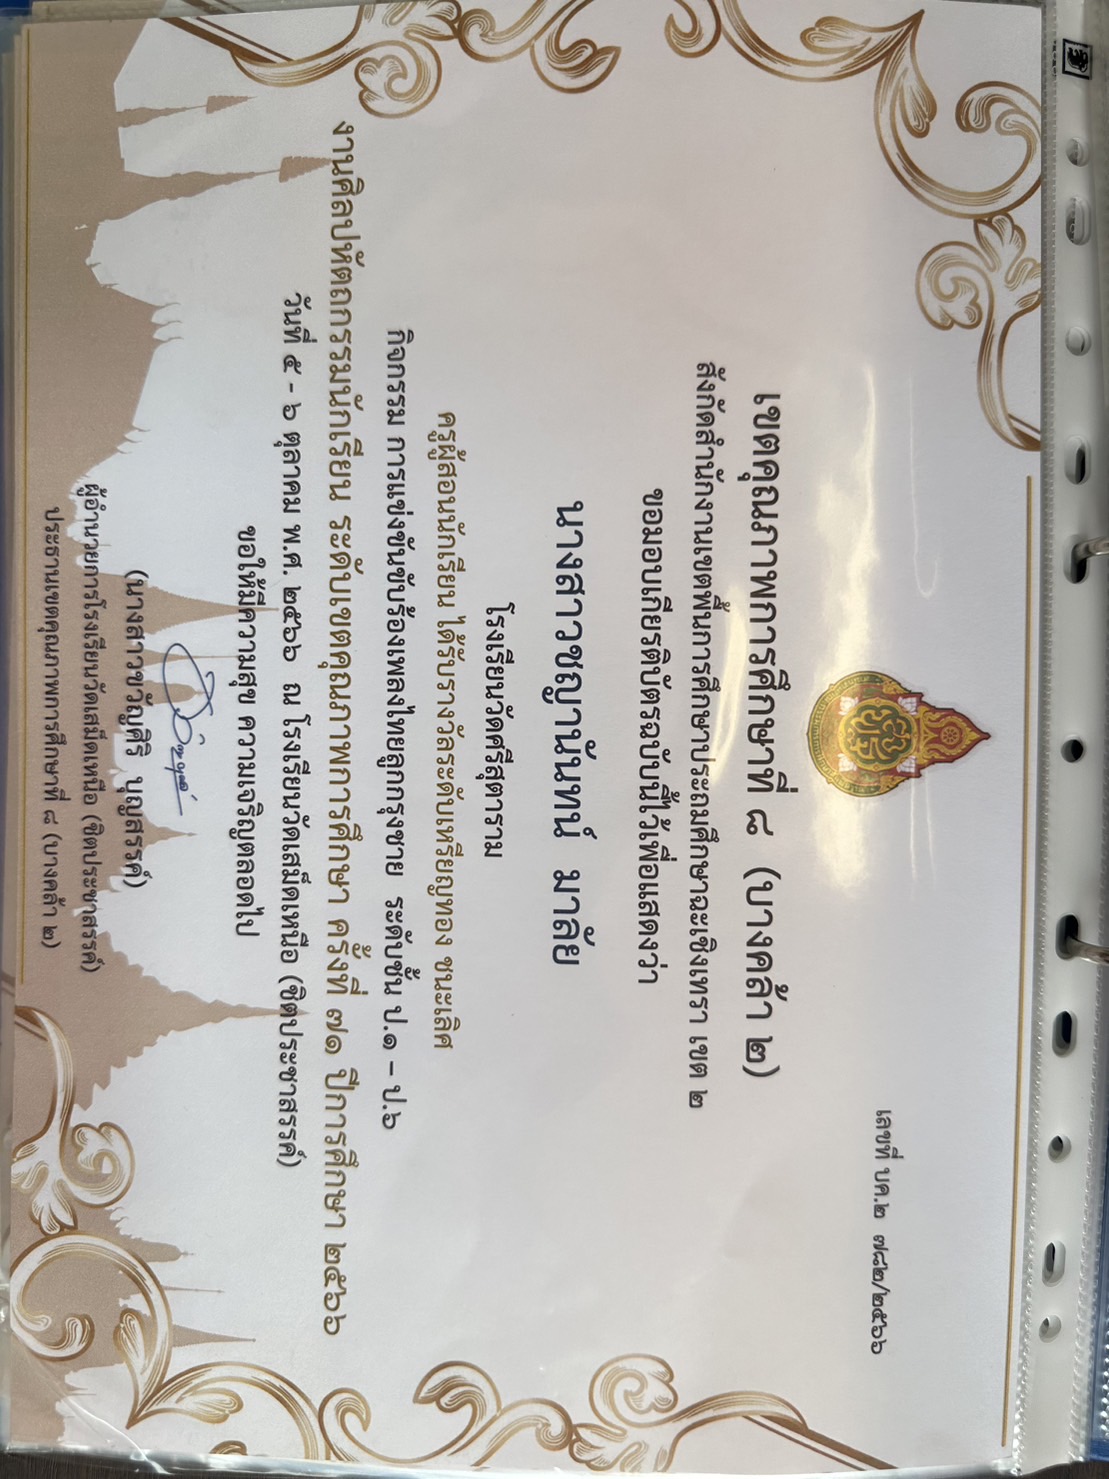 เลขที่ บค.๒ ๗๘๒/๒๕๖๖
เขตคุณภาพการศึกษาที่ ๘ (บางคล้า ๒)
สังกัดสำนักงานเขตพื้นที่การศึกษาประถมศึกษาฉะเชิงเทรา เขต ๒
ขอมอบเกียรติบัตรฉบับนี้ไว้เพื่อแสดงว่า
นางสาวชญานันทน์ มาลัย
โรงเรียนวัดศรีสุตาราม
ครูผู้สอนนักเรียน ได้รับรางวัลระดับเหรียญทอง ชนะเลิศ
กิจกรรม การแข่งขันขับร้องเพลงไทยลูกกรุงชาย ระดับชั้น ป.๑ – ป.๖
งานศิลปหัตถกรรมนักเรียน ระดับเขตคุณภาพการศึกษา ครั้งที่ ๗๑ ปีการศึกษา ๒๕๖๖
วันที่ ๕ - ๖ ตุลาคม พ.ศ. ๒๕๖๖ ณ โรงเรียนวัดเสม็ดเหนือ (ชิตประชาสรรค์)
ขอให้มีความสุข ความเจริญตลอดไป
(นางสาวขวัญศิริ บุญสรรค์)
ผู้อำนวยการโรงเรียนวัดเสม็ดเหนือ (ชิตประชาสรรค์)
ประธานเขตคุณภาพการศึกษาที่ ๘ (บางคล้า ๒)